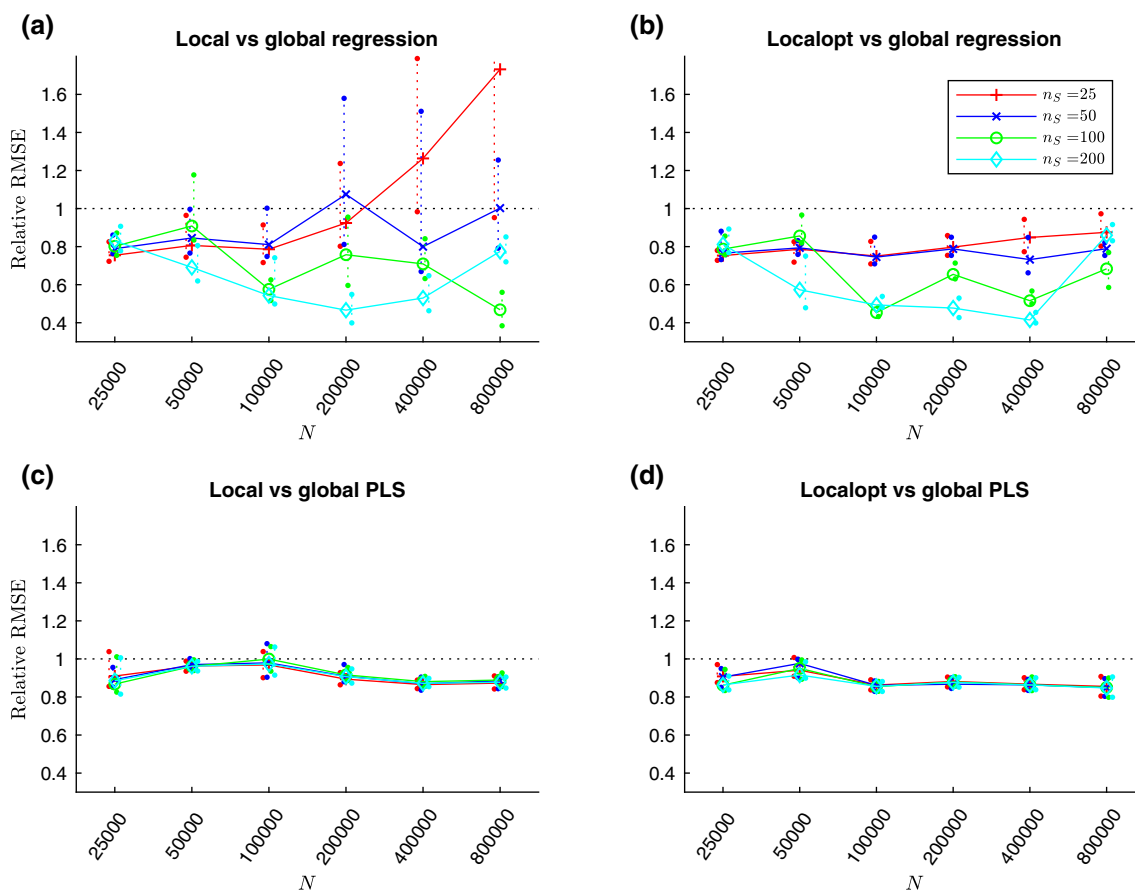 (a)
Local vs global regression
Relative RMSE
1.6
1.4
1.2
1
0.8
0.6
0.4
25000
50000
100000
200000
400000
800000
N
(b)
Localopt vs global regression
n_S = 25
n_S = 50
n_S = 100
n_S = 200
1.6
1.4
1.2
1
0.8
0.6
0.4
25000
50000
100000
200000
400000
800000
N
(c)
Local vs global PLS
Relative RMSE
1.6
1.4
1.2
1
0.8
0.6
0.4
25000
50000
100000
200000
400000
800000
N
(d)
Localopt vs global PLS
1.6
1.4
1.2
1
0.8
0.6
0.4
25000
50000
100000
200000
400000
800000
N